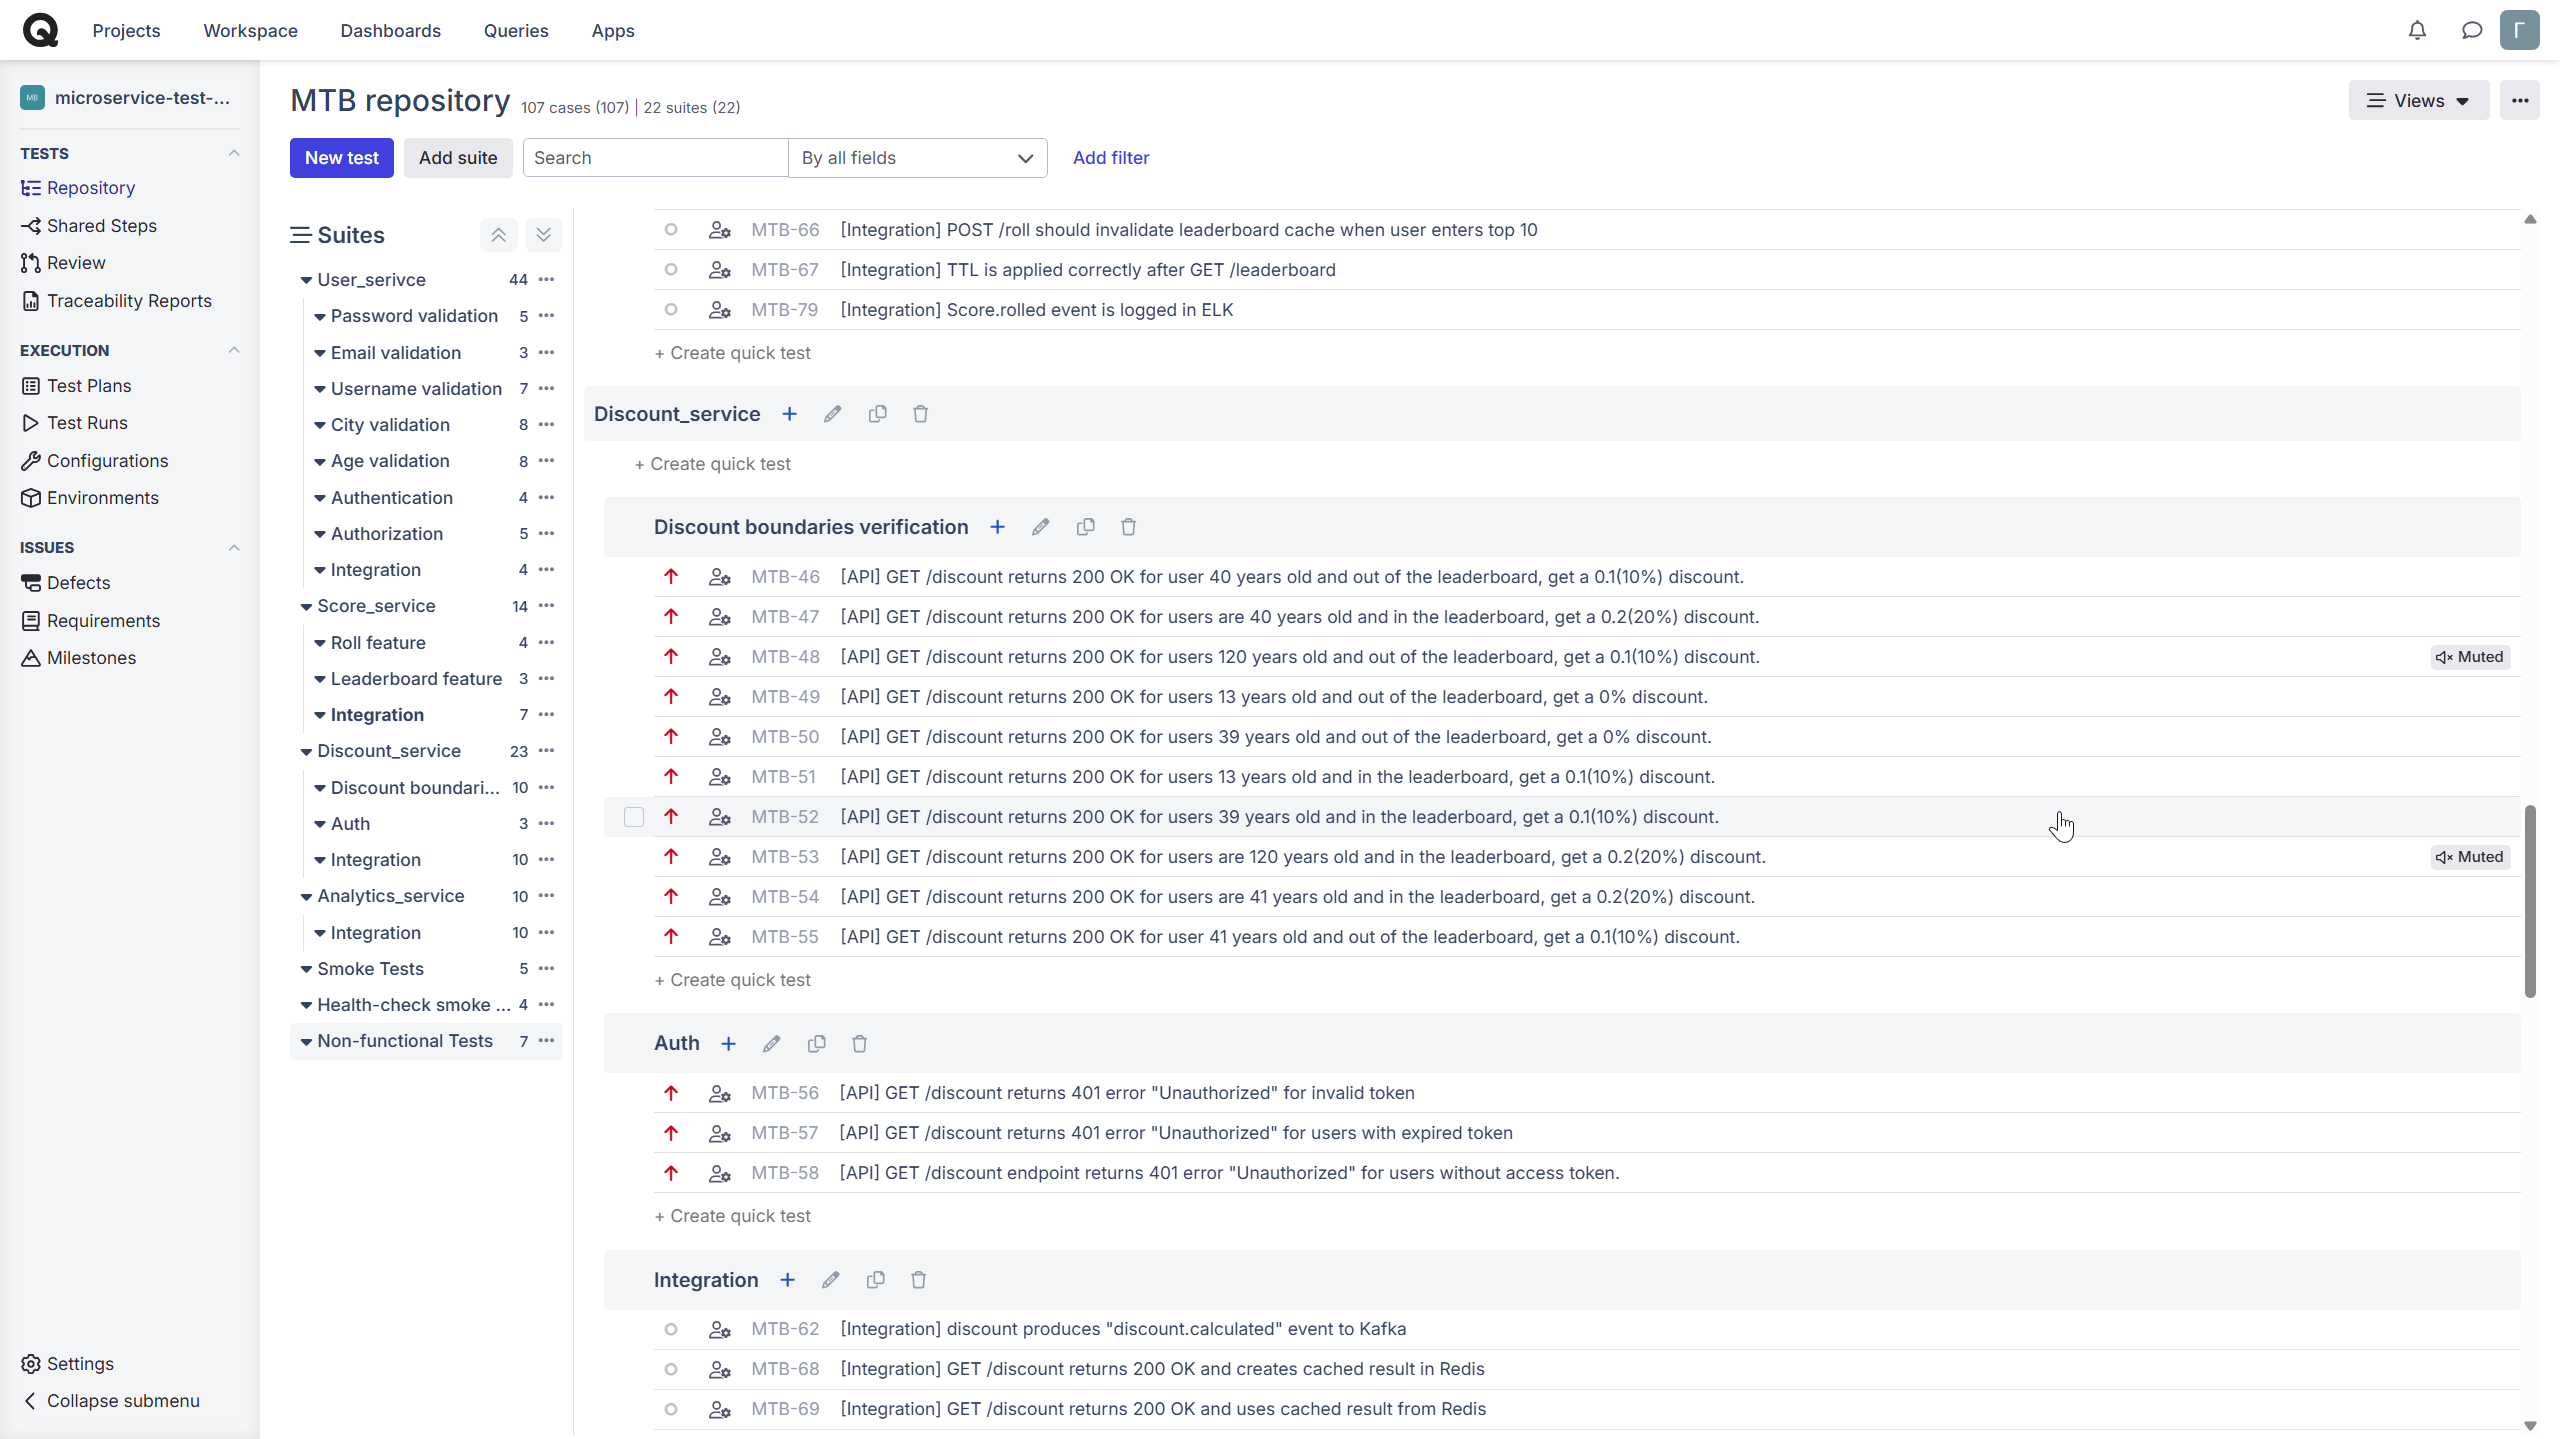 Projects Workspace Dashboards Queries Apps Г
MB microservice-test-...
TESTS
Repository
Shared Steps
Review
Traceability Reports
EXECUTION
Test Plans
Test Runs
Configurations
Environments
ISSUES
Defects
Requirements
Milestones
Settings
Collapse submenu
MTB repository 107 cases (107) | 22 suites (22)
Views
New test Add suite Search By all fields Add filter
Suites
User_serivce 44
Password validation 5
Email validation 3
Username validation 7
City validation 8
Age validation 8
Authentication 4
Authorization 5
Integration 4
Score_service 14
Roll feature 4
Leaderboard feature 3
Integration 7
Discount_service 23
Discount boundari... 10
Auth 3
Integration 10
Analytics_service 10
Integration 10
Smoke Tests 5
Health-check smoke ... 4
Non-functional Tests 7
MTB-66 [Integration] POST /roll should invalidate leaderboard cache when user enters top 10
MTB-67 [Integration] TTL is applied correctly after GET /leaderboard
MTB-79 [Integration] Score.rolled event is logged in ELK
+ Create quick test
Discount_service
+ Create quick test
Discount boundaries verification
MTB-46 [API] GET /discount returns 200 OK for user 40 years old and out of the leaderboard, get a 0.1(10%) discount.
MTB-47 [API] GET /discount returns 200 OK for users are 40 years old and in the leaderboard, get a 0.2(20%) discount.
MTB-48 [API] GET /discount returns 200 OK for users 120 years old and out of the leaderboard, get a 0.1(10%) discount. Muted
MTB-49 [API] GET /discount returns 200 OK for users 13 years old and out of the leaderboard, get a 0% discount.
MTB-50 [API] GET /discount returns 200 OK for users 39 years old and out of the leaderboard, get a 0% discount.
MTB-51 [API] GET /discount returns 200 OK for users 13 years old and in the leaderboard, get a 0.1(10%) discount.
MTB-52 [API] GET /discount returns 200 OK for users 39 years old and in the leaderboard, get a 0.1(10%) discount.
MTB-53 [API] GET /discount returns 200 OK for users are 120 years old and in the leaderboard, get a 0.2(20%) discount. Muted
MTB-54 [API] GET /discount returns 200 OK for users are 41 years old and in the leaderboard, get a 0.2(20%) discount.
MTB-55 [API] GET /discount returns 200 OK for user 41 years old and out of the leaderboard, get a 0.1(10%) discount.
+ Create quick test
Auth
MTB-56 [API] GET /discount returns 401 error "Unauthorized" for invalid token
MTB-57 [API] GET /discount returns 401 error "Unauthorized" for users with expired token
MTB-58 [API] GET /discount endpoint returns 401 error "Unauthorized" for users without access token.
+ Create quick test
Integration
MTB-62 [Integration] discount produces "discount.calculated" event to Kafka
MTB-68 [Integration] GET /discount returns 200 OK and creates cached result in Redis
MTB-69 [Integration] GET /discount returns 200 OK and uses cached result from Redis